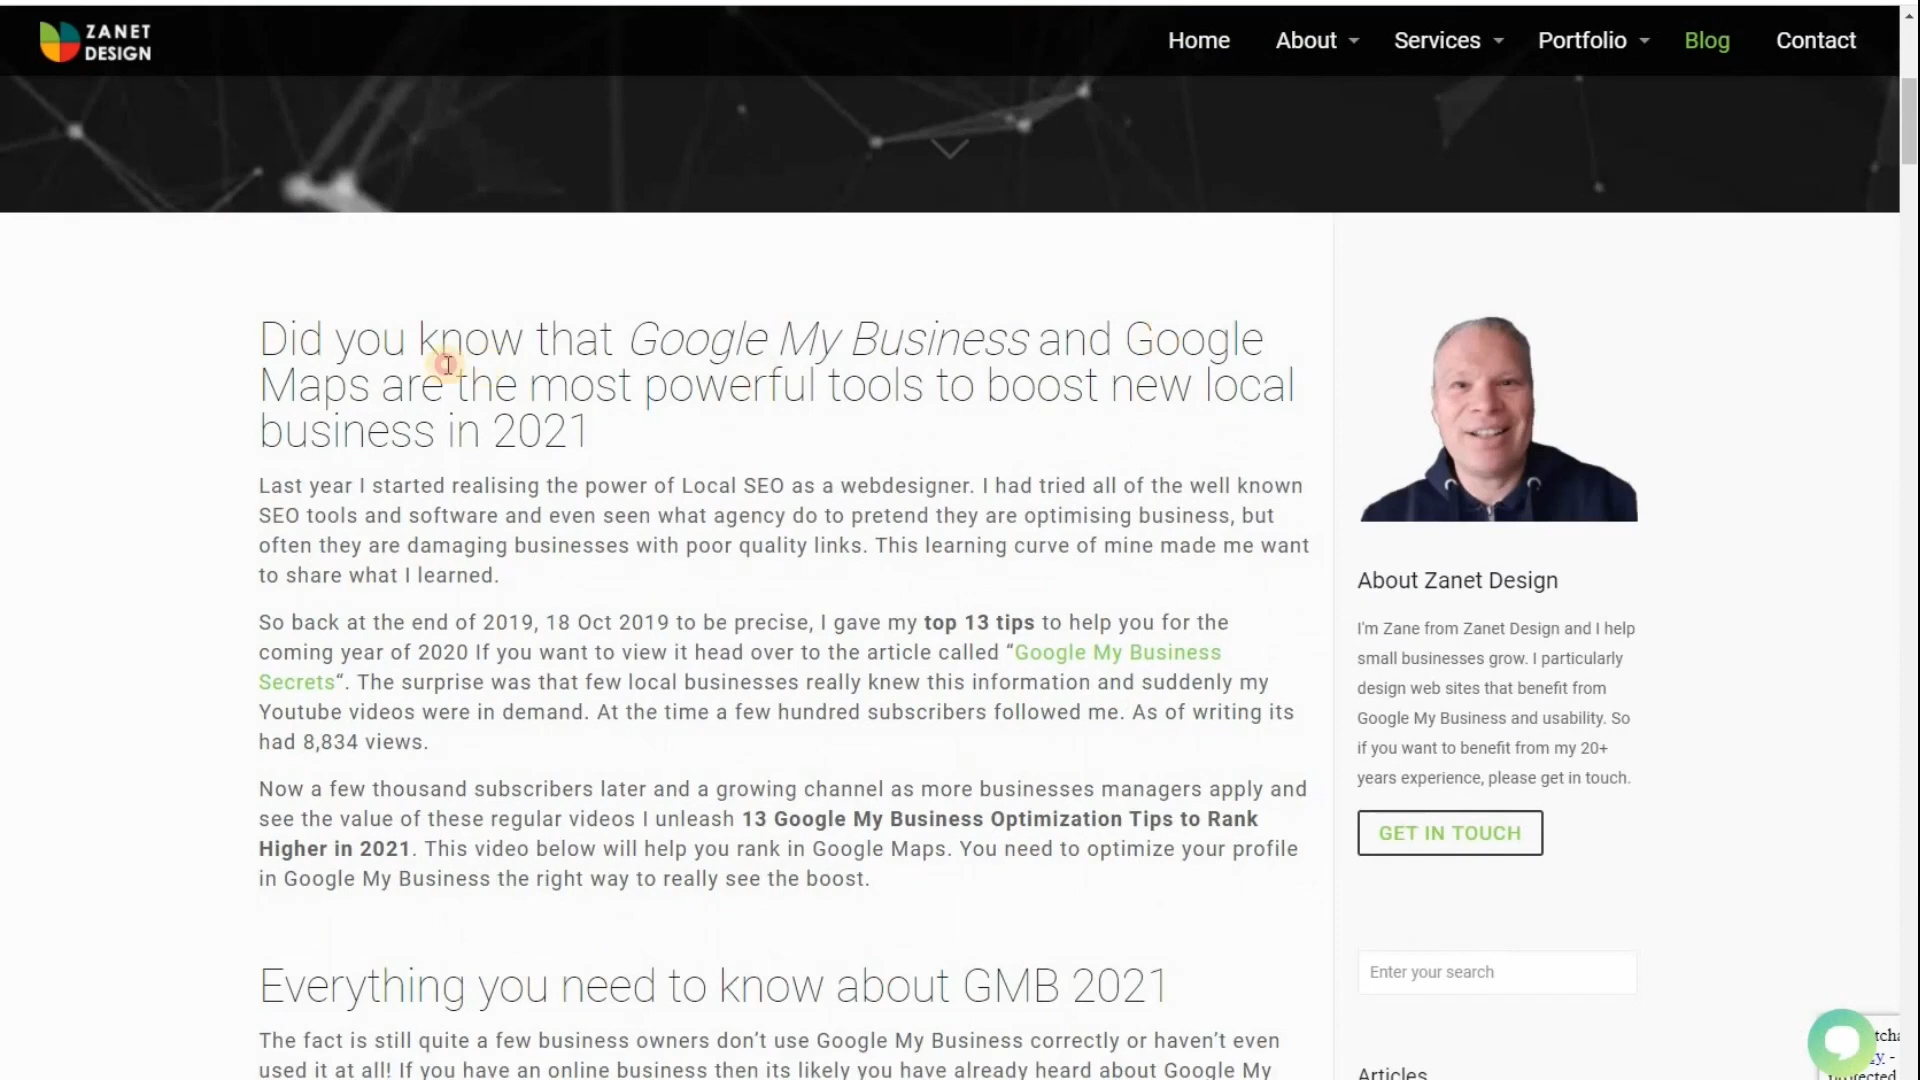 ZANET
DESIGN
Home About Services Portfolio Blog Contact
Did you know that Google My Business and Google
Maps are the most powerful tools to boost new local
business in 2021
Last year I started realising the power of Local SEO as a webdesigner. I had tried all of the well known
SEO tools and software and even seen what agency do to pretend they are optimising business, but
often they are damaging businesses with poor quality links. This learning curve of mine made me want
to share what I learned.
So back at the end of 2019, 18 Oct 2019 to be precise, I gave my top 13 tips to help you for the
coming year of 2020 If you want to view it head over to the article called “Google My Business
Secrets“. The surprise was that few local businesses really knew this information and suddenly my
Youtube videos were in demand. At the time a few hundred subscribers followed me. As of writing its
had 8,834 views.
Now a few thousand subscribers later and a growing channel as more businesses managers apply and
see the value of these regular videos I unleash 13 Google My Business Optimization Tips to Rank
Higher in 2021. This video below will help you rank in Google Maps. You need to optimize your profile
in Google My Business the right way to really see the boost.
Everything you need to know about GMB 2021
The fact is still quite a few business owners don’t use Google My Business correctly or haven’t even
used it at all! If you have an online business then its likely you have already heard about Google My
About Zanet Design
I'm Zane from Zanet Design and I help
small businesses grow. I particularly
design web sites that benefit from
Google My Business and usability. So
if you want to benefit from my 20+
years experience, please get in touch.
GET IN TOUCH
Enter your search
Articles